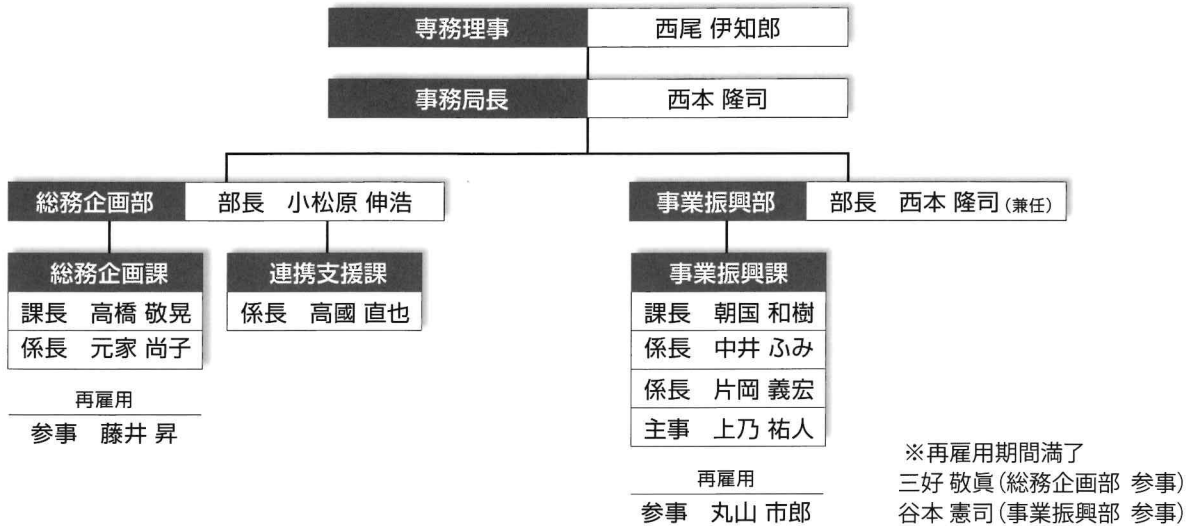 専務理事 西尾 伊知郎
事務局長 西本 隆司
総務企画部 部長 小松原 伸浩
総務企画課
課長 高橋 敬晃
係長 元家 尚子
再雇用
参事 藤井 昇
連携支援課
係長 高國 直也
事業振興部 部長 西本 隆司(兼任)
事業振興課
課長 朝国 和樹
係長 中井 ふみ
係長 片岡 義宏
主事 上乃 祐人
再雇用
参事 丸山 市郎
※再雇用期間満了
三好 敬眞(総務企画部 参事)
谷本 憲司(事業振興部 参事)